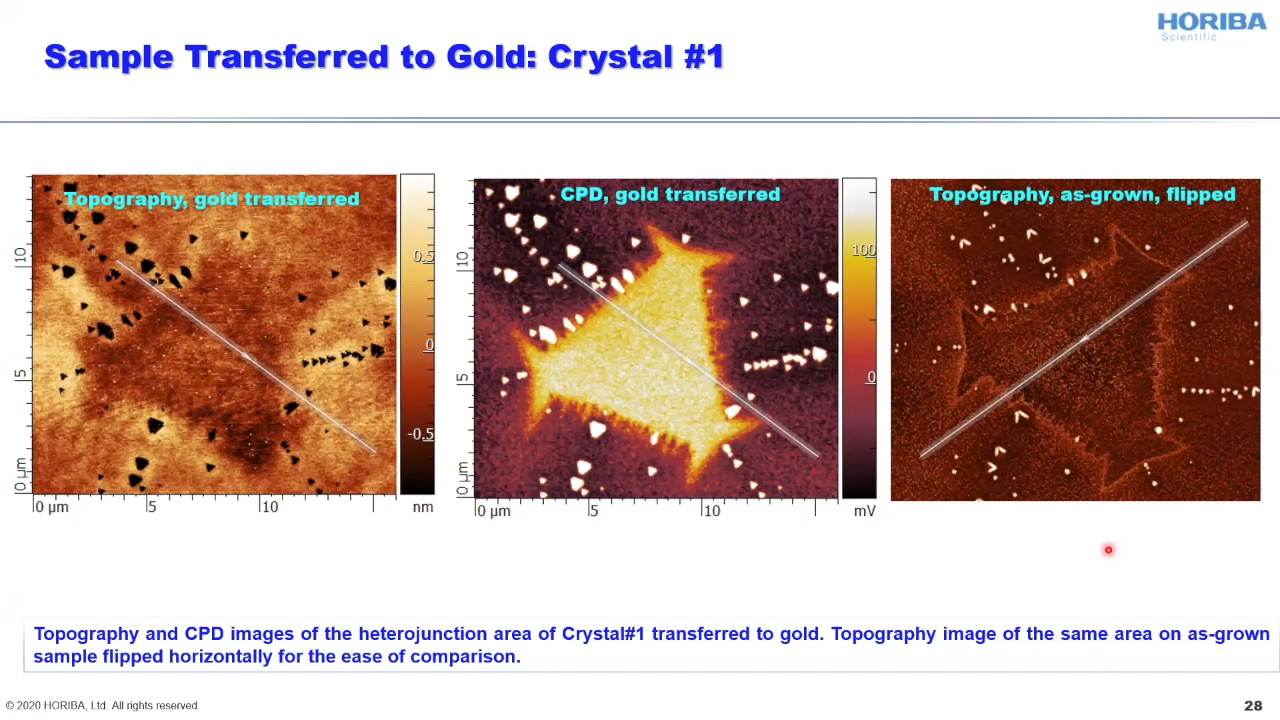 HORIBA
Scientific
Sample Transferred to Gold: Crystal #1
Topography, gold transferred
10
5
0 µm
0 µm
5
10
0.5
0
-0.5
nm
CPD, gold transferred
10
5
0 µm
0 µm
5
10
100
0
mV
Topography, as-grown, flipped
Topography and CPD images of the heterojunction area of Crystal#1 transferred to gold. Topography image of the same area on as-grown
sample flipped horizontally for the ease of comparison.
© 2020 HORIBA, Ltd. All rights reserved.
28